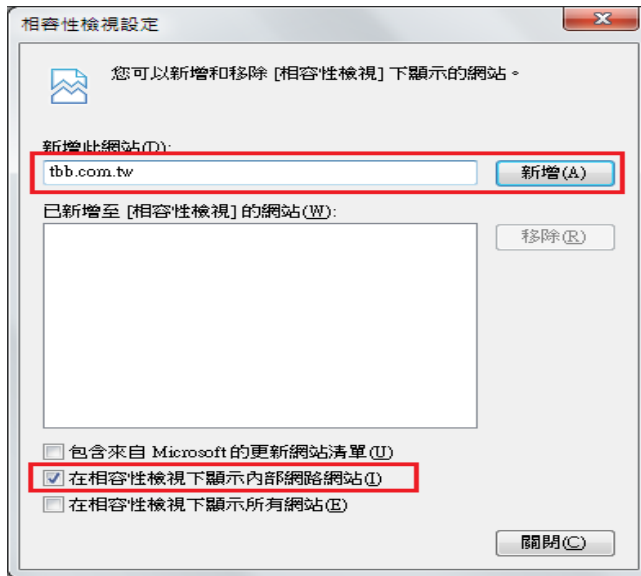 相容性檢視設定
您可以新增和移除 [相容性檢視] 下顯示的網站。
新增此網站(D):
tbb.com.tw
新增(A)
已新增至 [相容性檢視] 的網站(W):
移除(R)
包含來自 Microsoft 的更新網站清單(U)
在相容性檢視下顯示內部網路網站(I)
在相容性檢視下顯示所有網站(E)
關閉(C)